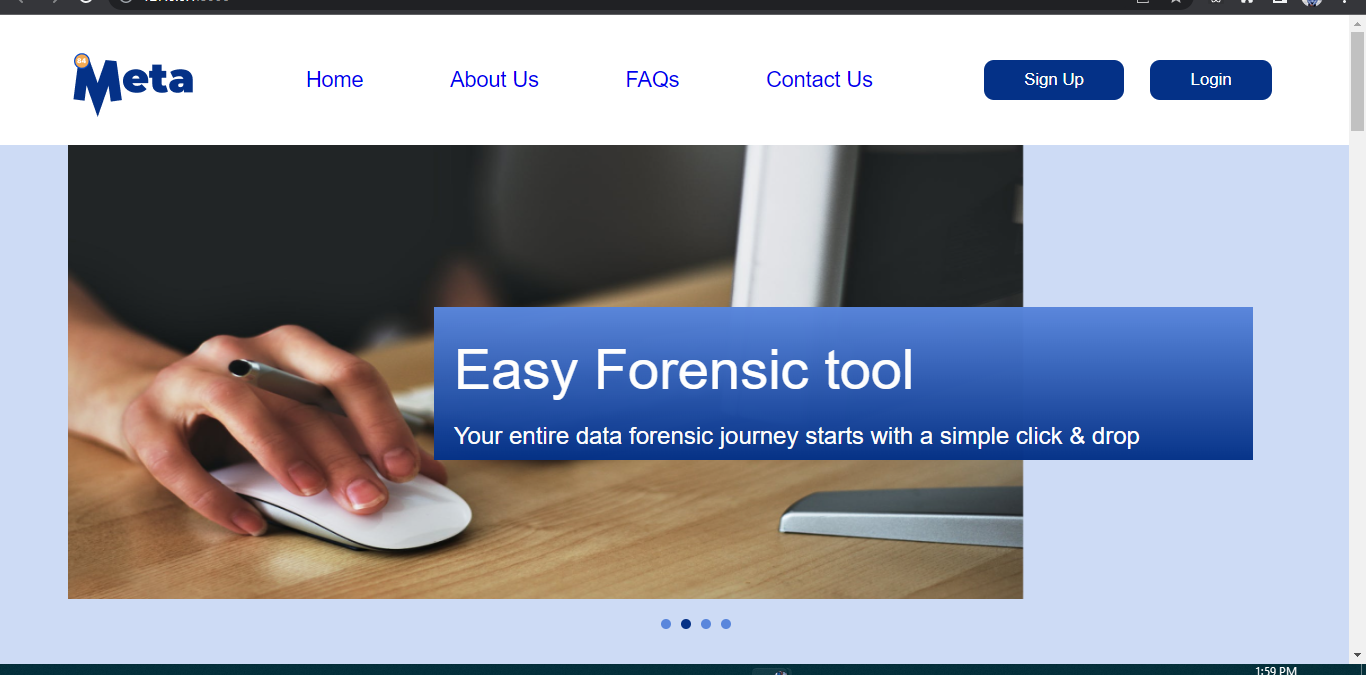 84
Meta
Home
About Us
FAQs
Contact Us
Sign Up
Login
Easy Forensic tool
Your entire data forensic journey starts with a simple click & drop
1:59 PM